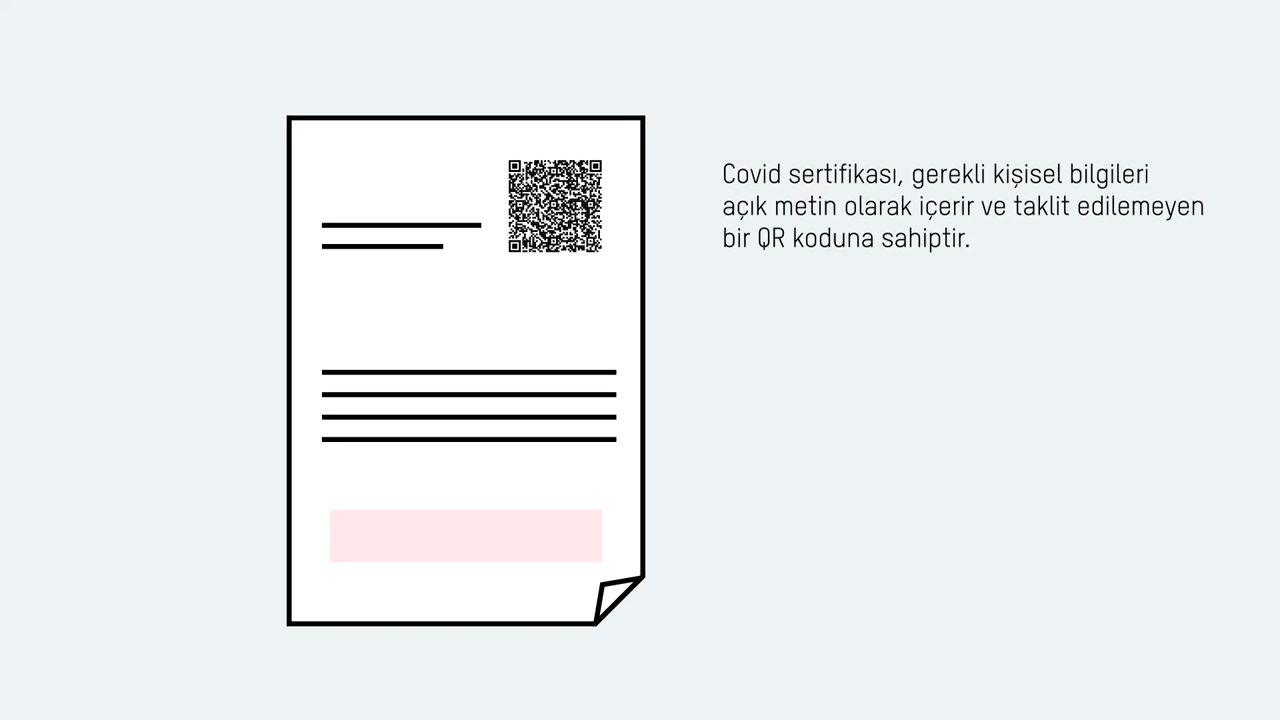 Covid sertifikası, gerekli kişisel bilgileri
açık metin olarak içerir ve taklit edilemeyen
bir QR koduna sahiptir.